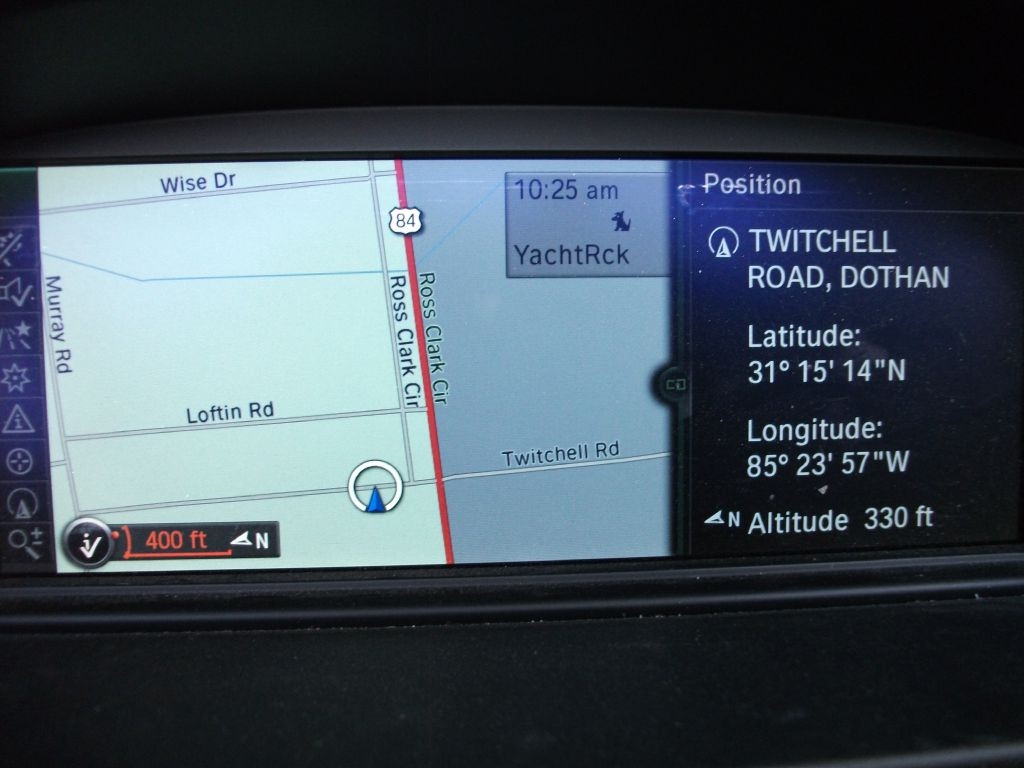 Wise Dr
84
Murray Rd
Ross Clark Cir
Ross Clark Cir
Loftin Rd
Twitchell Rd
400 ft
N
10:25 am
YachtRck
Position
TWITCHELL
ROAD, DOTHAN
Latitude:
31° 15' 14"N
Longitude:
85° 23' 57"W
N Altitude 330 ft